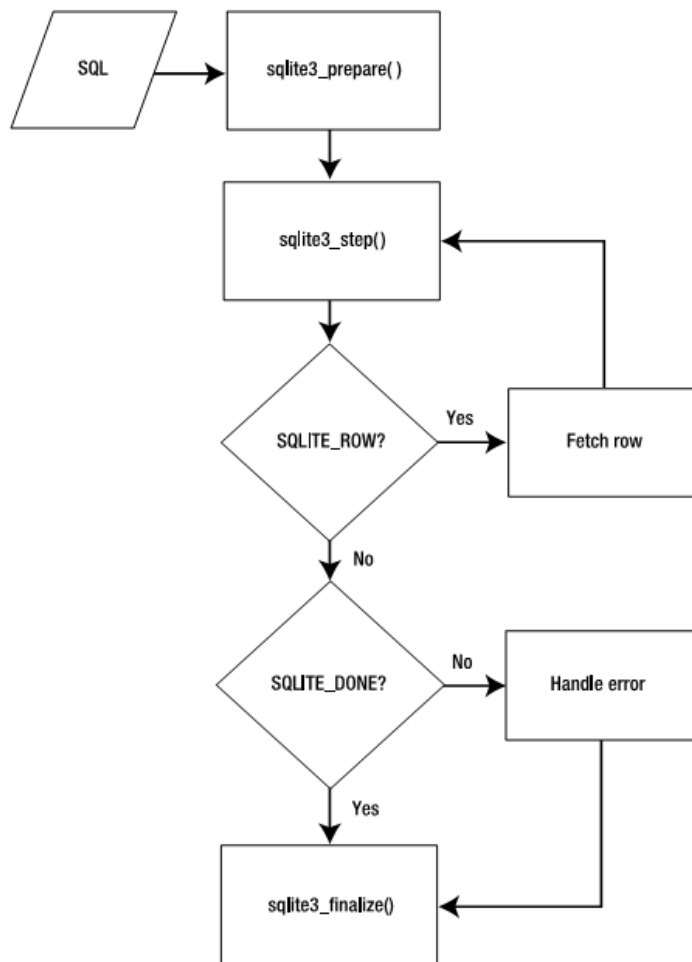 SQL
sqlite3_prepare()
sqlite3_step()
SQLITE_ROW?
Yes
Fetch row
No
SQLITE_DONE?
No
Handle error
Yes
sqlite3_finalize()